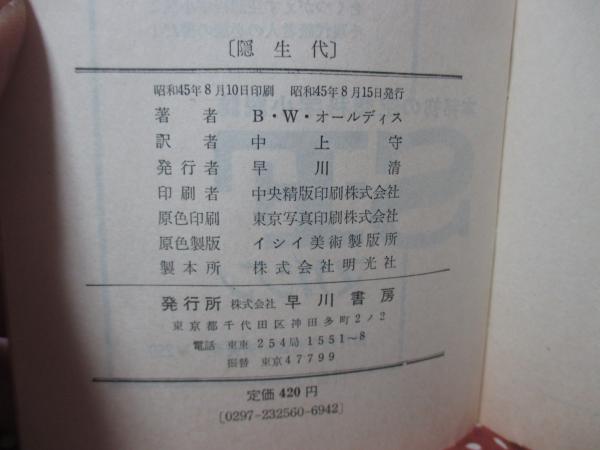 〔隠生代〕
昭和45年8月10日印刷 昭和45年8月15日発行
著者 B・W・オールディス
訳者 中上守
発行者 早川清
印刷者 中央精版印刷株式会社
原色印刷 東京写真印刷株式会社
原色製版 イシイ美術製版所
製本所 株式会社明光社
発行所 株式会社 早川書房
東京都千代田区神田多町2ノ2
電話 東東 254局 1551~8
振替 東京47799
定価 420円
〔0297-232560-6942〕